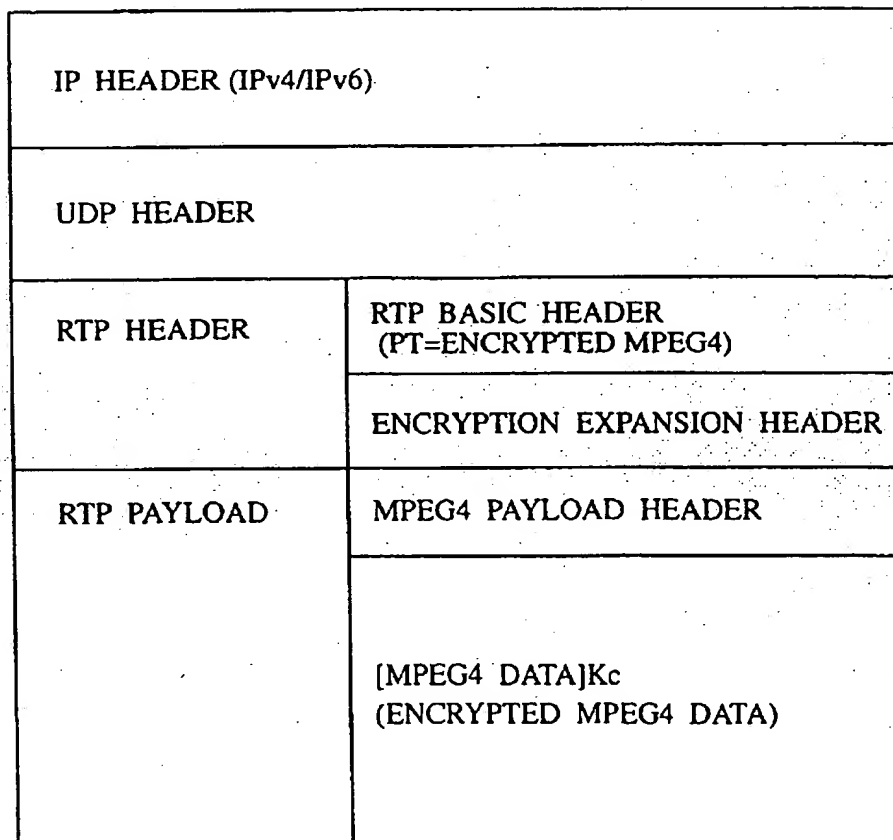 IP HEADER (IPv4/IPv6)
UDP HEADER
RTP HEADER
RTP BASIC HEADER
(PT=ENCRYPTED MPEG4)
ENCRYPTION EXPANSION HEADER
RTP PAYLOAD
MPEG4 PAYLOAD HEADER
[MPEG4 DATA]Kc
(ENCRYPTED MPEG4 DATA)